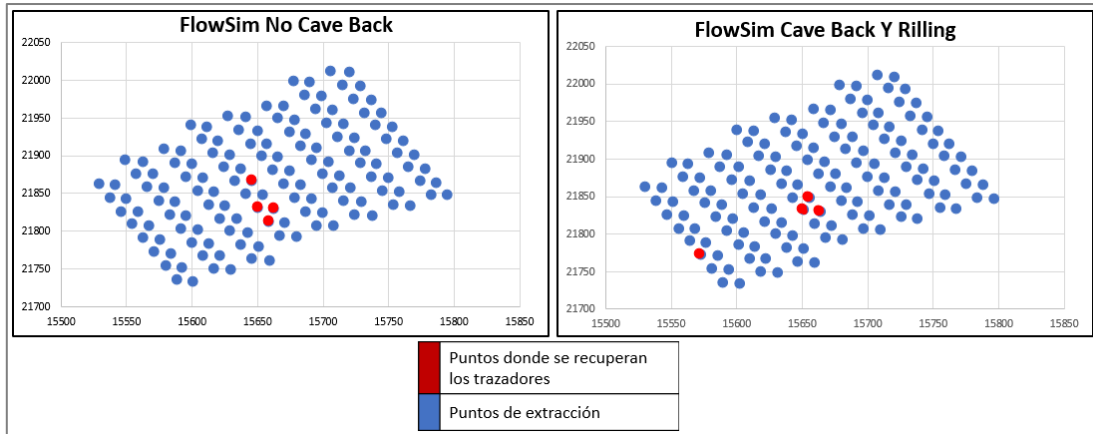 FlowSim No Cave Back
22050
22000
21950
21900
21850
21800
21750
21700
15500 15550 15600 15650 15700 15750 15800 15850
FlowSim Cave Back Y Rilling
22050
22000
21950
21900
21850
21800
21750
21700
15500 15550 15600 15650 15700 15750 15800 15850
Puntos donde se recuperan
los trazadores
Puntos de extracción